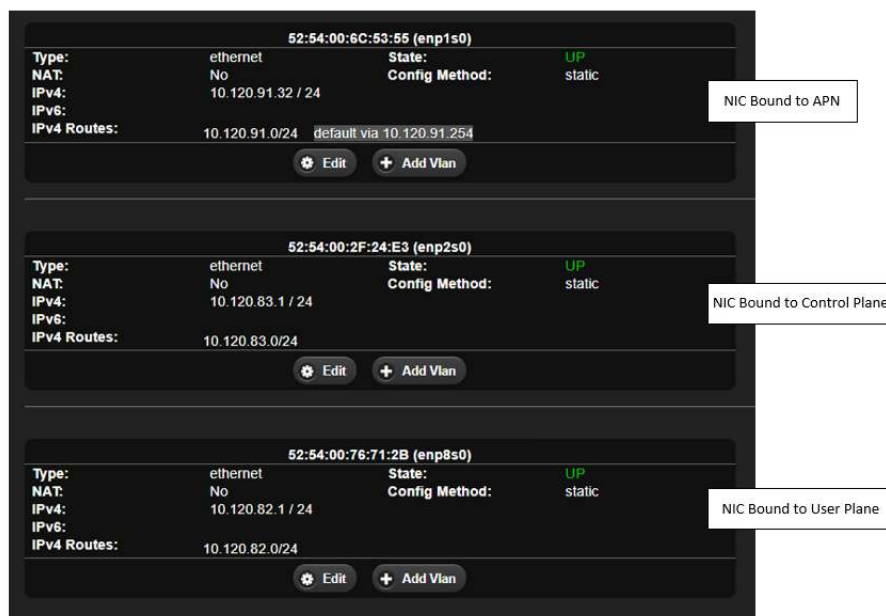 52:54:00:6C:53:55 (enp1s0)
Type: ethernet State: UP
NAT: No Config Method: static
IPv4: 10.120.91.32 / 24
IPv6:
IPv4 Routes: 10.120.91.0/24 default via 10.120.91.254
Edit Add Vlan
NIC Bound to APN
52:54:00:2F:24:E3 (enp2s0)
Type: ethernet State: UP
NAT: No Config Method: static
IPv4: 10.120.83.1 / 24
IPv6:
IPv4 Routes: 10.120.83.0/24
Edit Add Vlan
NIC Bound to Control Plane
52:54:00:76:71:2B (enp8s0)
Type: ethernet State: UP
NAT: No Config Method: static
IPv4: 10.120.82.1 / 24
IPv6:
IPv4 Routes: 10.120.82.0/24
Edit Add Vlan
NIC Bound to User Plane